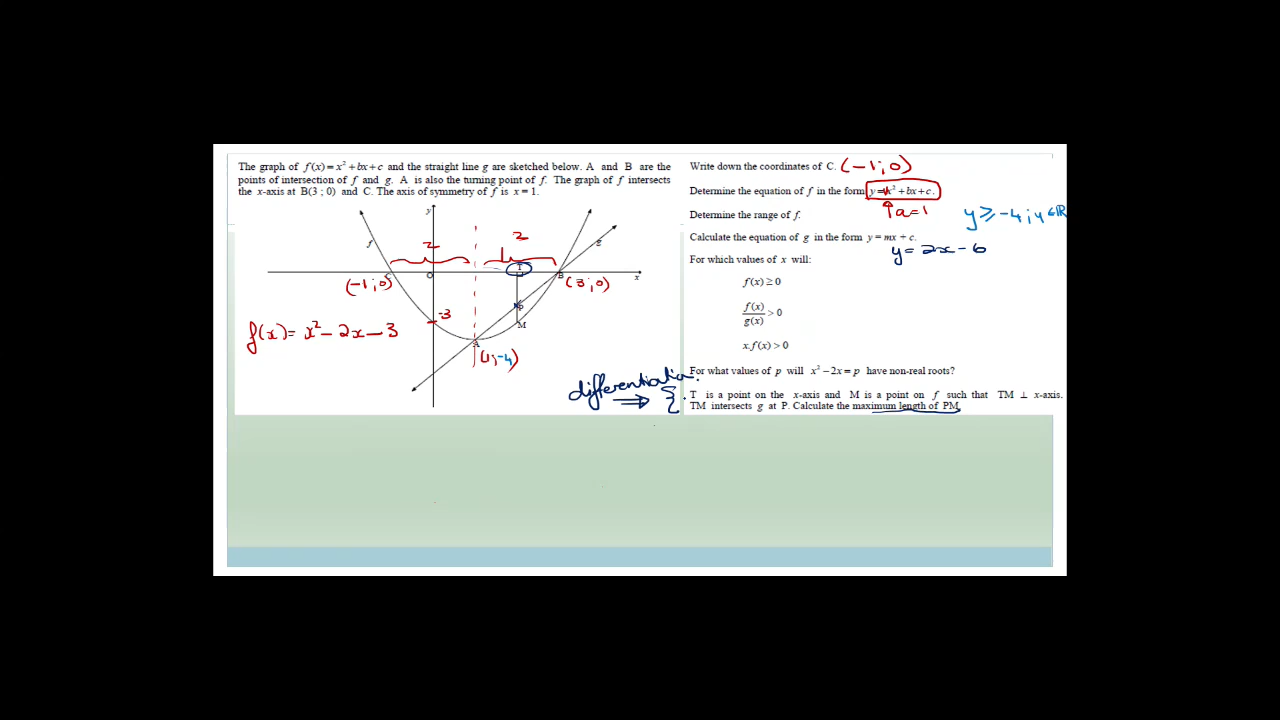 The graph of f(x) = x² + bx + c and the straight line g are sketched below. A and B are the
points of intersection of f and g. A is also the turning point of f. The graph of f intersects
the x-axis at B(3 ; 0) and C. The axis of symmetry of f is x = 1.
y
f
2
2
g
T
O
B
x
(-1;0)
(3;0)
P
-3
M
f(x)= x² - 2x - 3
A
(1;-4)
differentiation
Write down the coordinates of C. (-1;0)
Determine the equation of f in the form y = x² + bx + c.
a=1
Determine the range of f. y ≥ -4; y ∈ ℝ
Calculate the equation of g in the form y = mx + c.
y = 2x - 6
For which values of x will:
f(x) ≥ 0
f(x)/g(x) > 0
x.f(x) > 0
For what values of p will x² − 2x = p have non-real roots?
T is a point on the x-axis and M is a point on f such that TM ⊥ x-axis.
TM intersects g at P. Calculate the maximum length of PM.